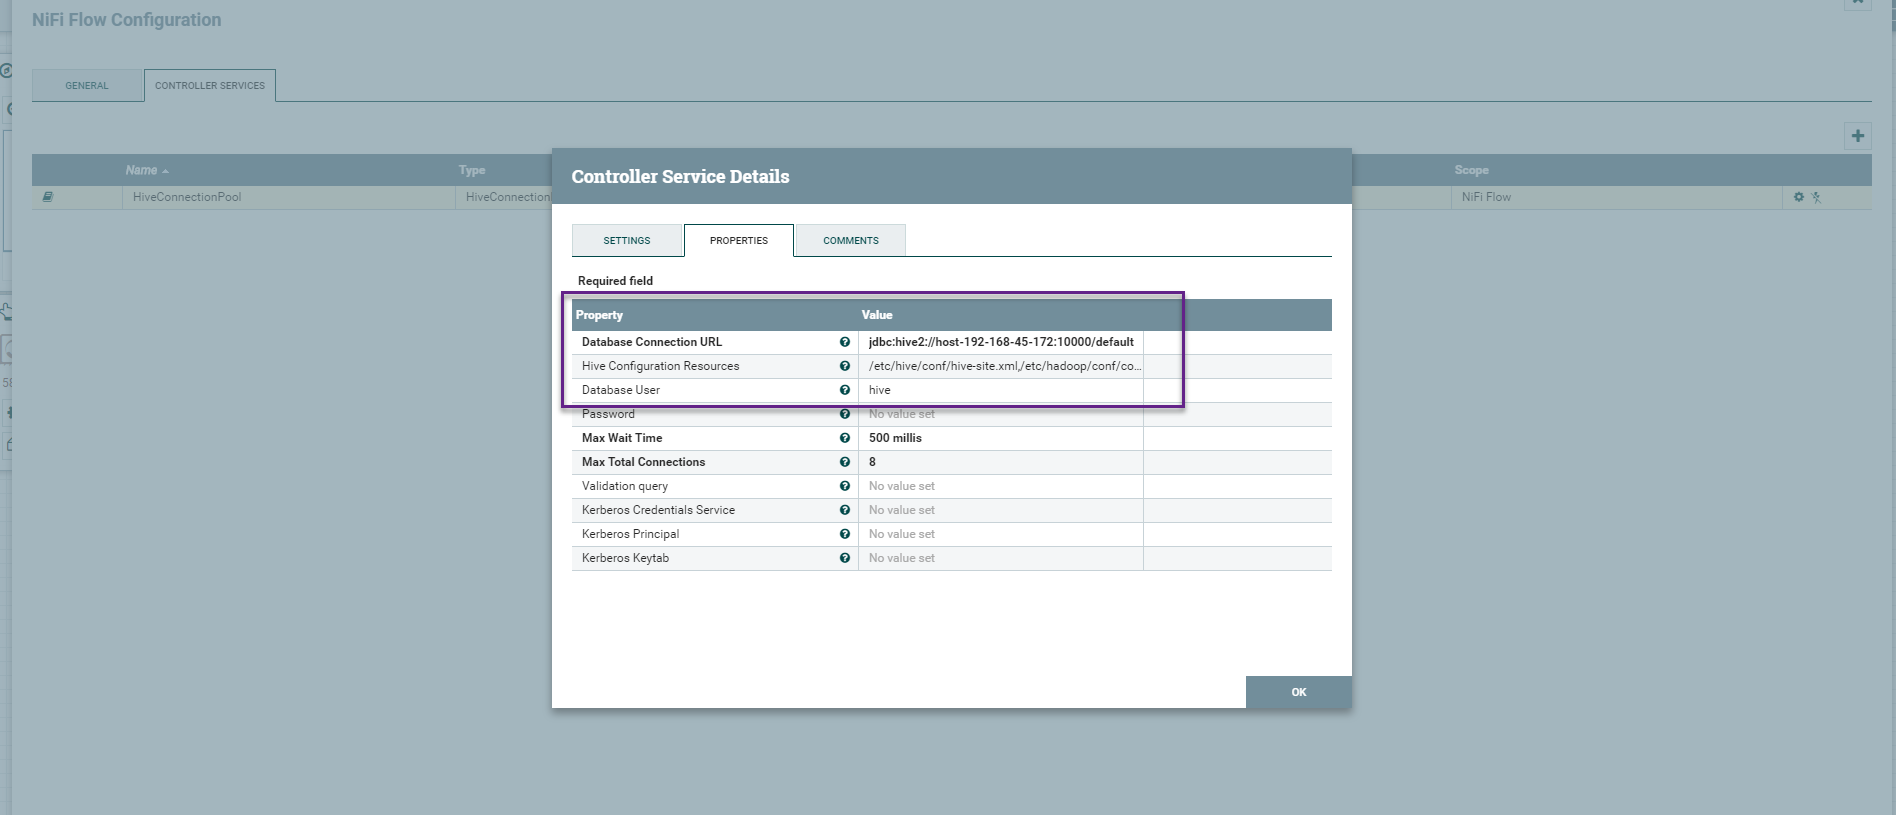 NiFi Flow Configuration
GENERAL
CONTROLLER SERVICES
Name Type Scope
HiveConnectionPool HiveConnection NiFi Flow
Controller Service Details
SETTINGS PROPERTIES COMMENTS
Required field
Property Value
Database Connection URL jdbc:hive2://host-192-168-45-172:10000/default
Hive Configuration Resources /etc/hive/conf/hive-site.xml,/etc/hadoop/conf/co...
Database User hive
Password No value set
Max Wait Time 500 millis
Max Total Connections 8
Validation query No value set
Kerberos Credentials Service No value set
Kerberos Principal No value set
Kerberos Keytab No value set
OK